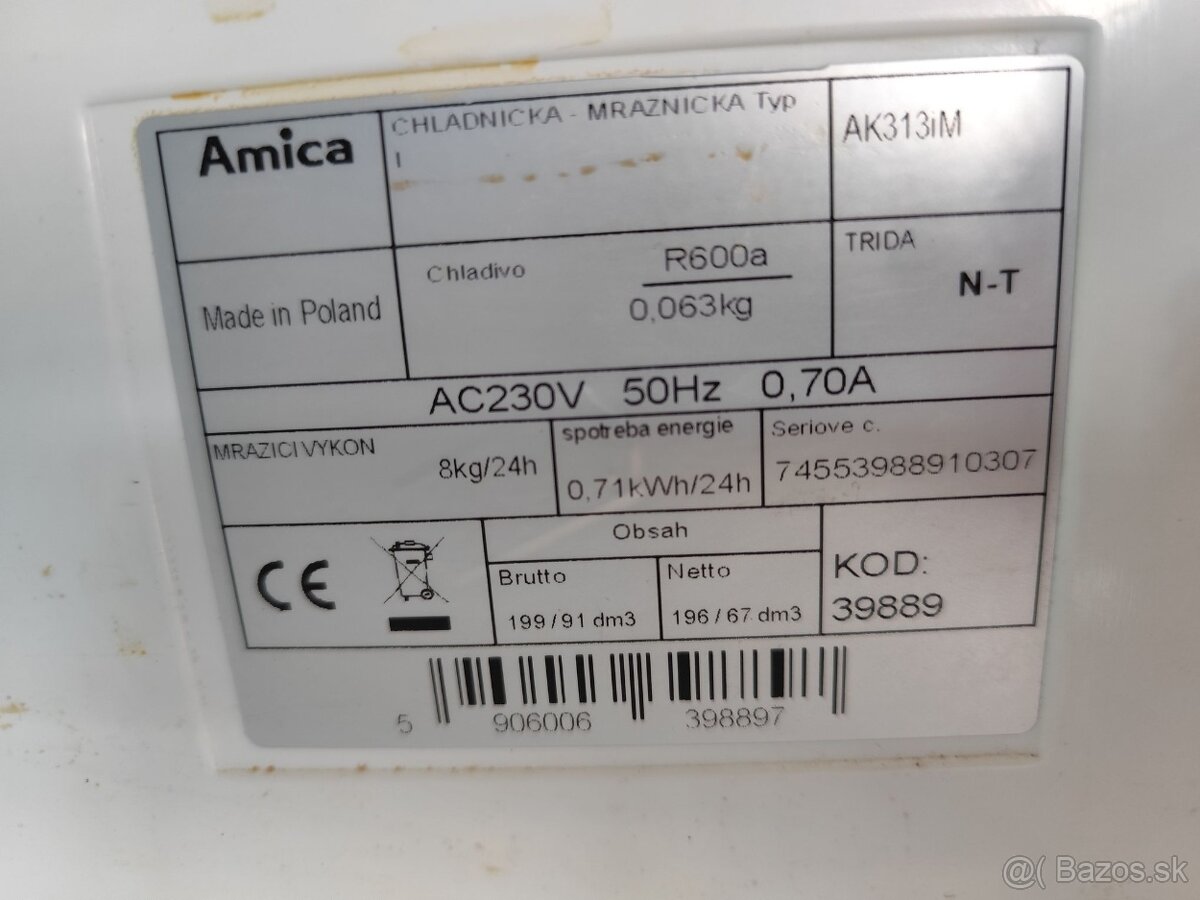 Amica
CHLADNICKA - MRAZNICKA Typ
I
AK313iM
Made in Poland
Chladivo
R600a
0,063kg
TRIDA
N-T
AC230V 50Hz 0,70A
MRAZICI VYKON
8kg/24h
spotreba energie
0,71kWh/24h
Seriove c.
74553988910307
CE
Obsah
Brutto
199/91 dm3
Netto
196/67 dm3
KOD:
39889
5 906006 398897
@( Bazos.sk